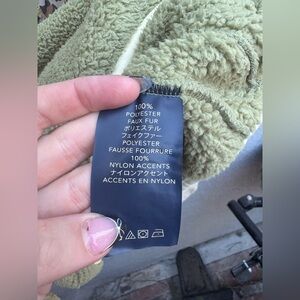 100%
POLYESTER
FAUX FUR
ポリエステル
フェイクファー
POLYESTER
FAUSSE FOURRURE
100%
NYLON ACCENTS
ナイロンアクセント
ACCENTS EN NYLON